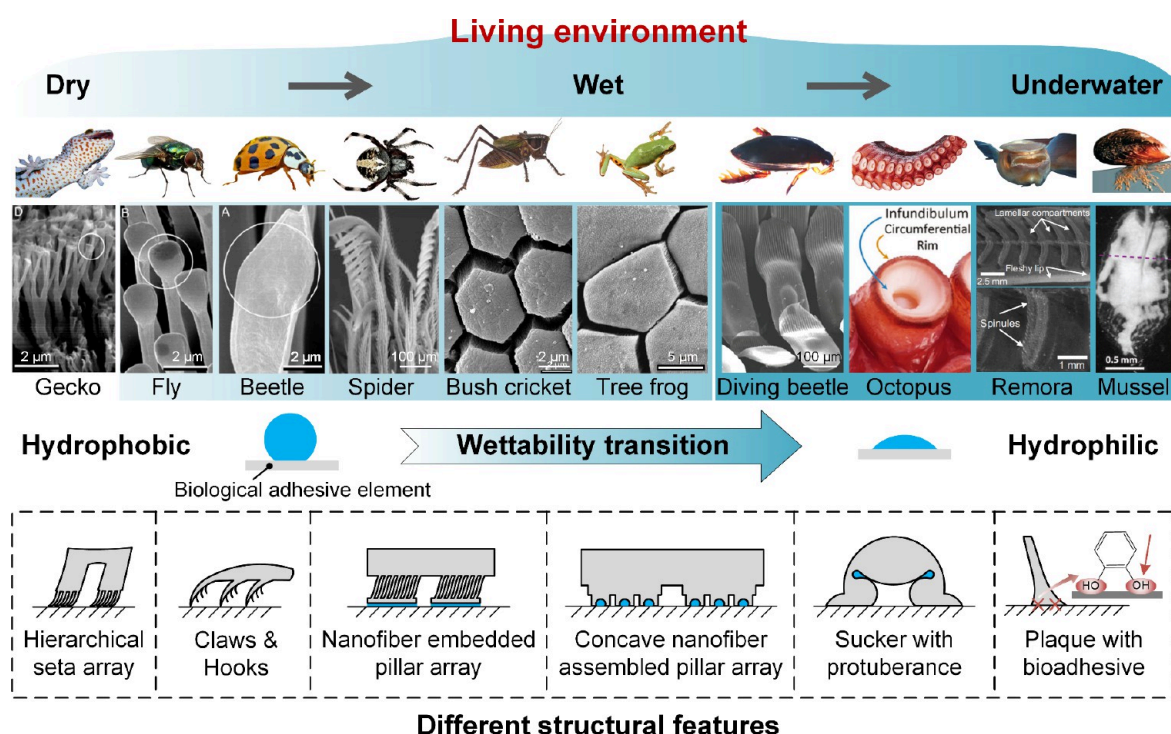 Living environment
Dry
Wet
Underwater
D
B
A
Infundibulum
Circumferential
Rim
Lamellar compartments
Fleshy lip
2.5 mm
Spinules
1 mm
0.5 mm
2 µm
2 µm
2 µm
100 µm
2 µm
5 µm
100 µm
Gecko
Fly
Beetle
Spider
Bush cricket
Tree frog
Diving beetle
Octopus
Remora
Mussel
Hydrophobic
Wettability transition
Hydrophilic
Biological adhesive element
HO
OH
Hierarchical
seta array
Claws &
Hooks
Nanofiber embedded
pillar array
Concave nanofiber
assembled pillar array
Sucker with
protuberance
Plaque with
bioadhesive
Different structural features